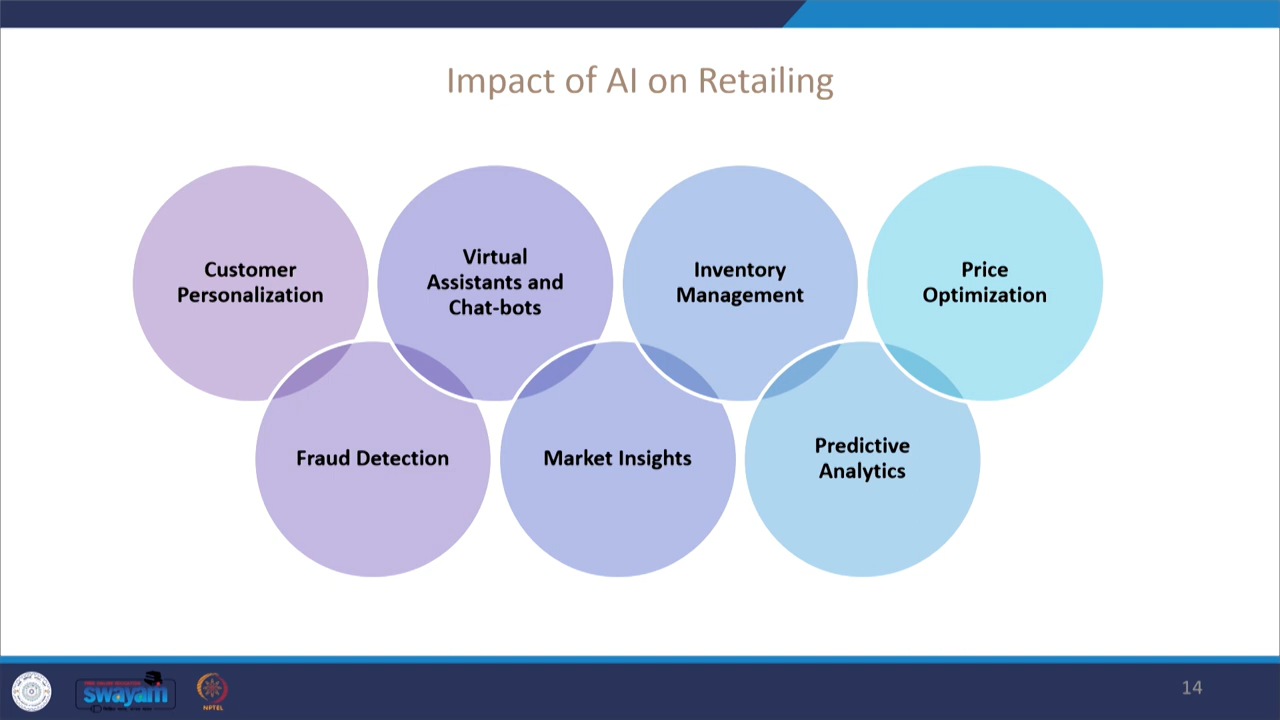 Impact of AI on Retailing
Customer
Personalization
Virtual
Assistants and
Chat-bots
Inventory
Management
Price
Optimization
Fraud Detection
Market Insights
Predictive
Analytics
swayam
NPTEL
14